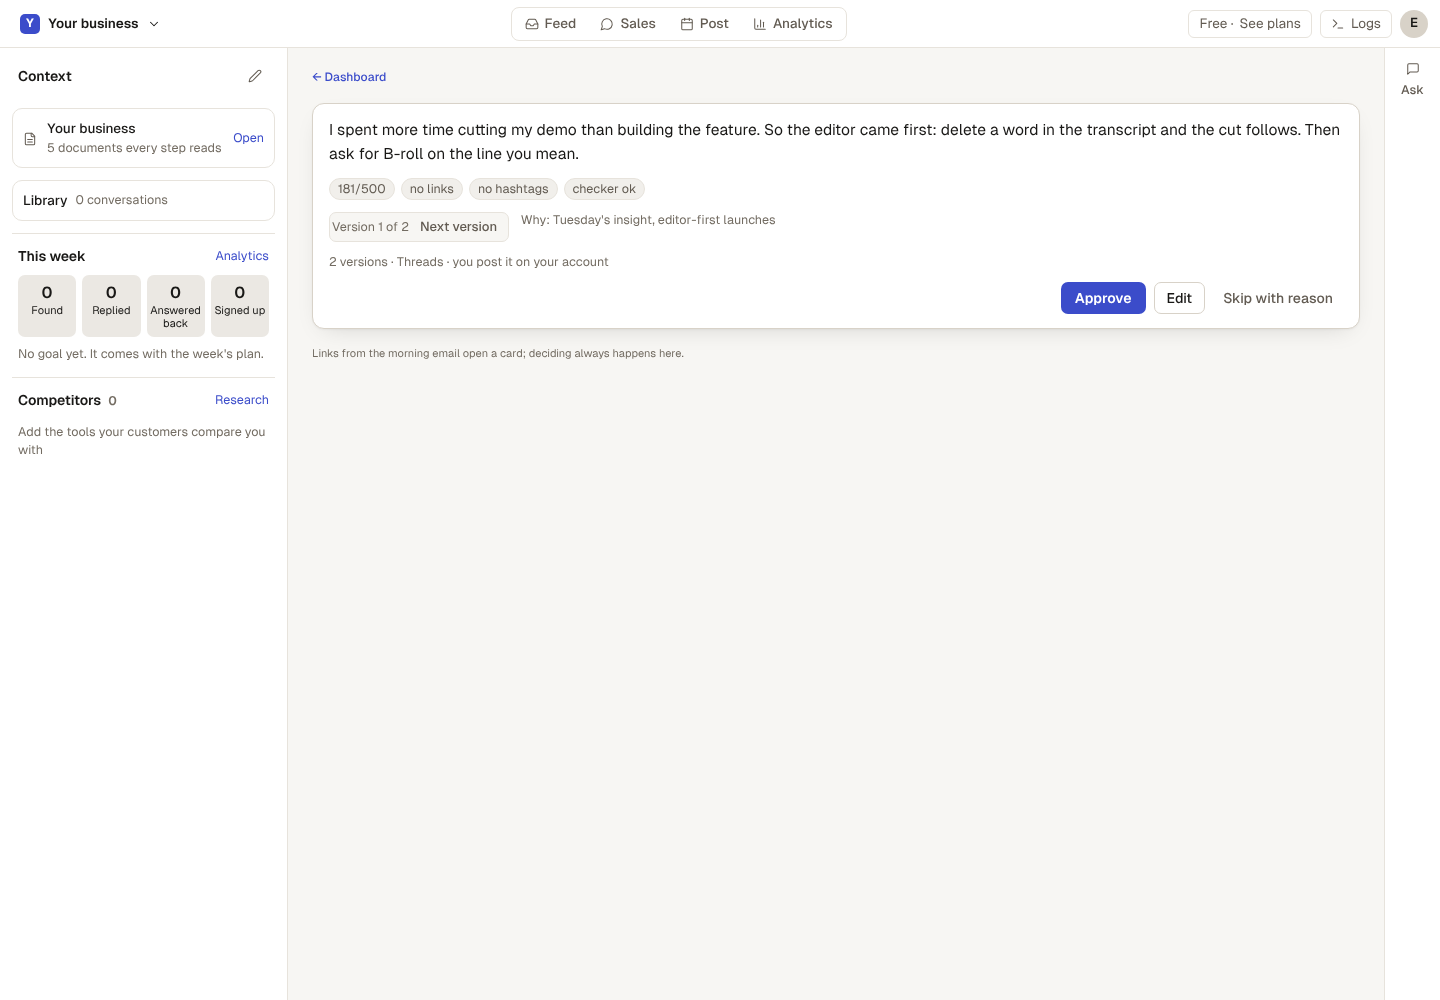 Y Your business
Feed
Sales
Post
Analytics
Free · See plans
Logs
E
Context
Your business
5 documents every step reads
Open
Library 0 conversations
This week
Analytics
0
Found
0
Replied
0
Answered
back
0
Signed up
No goal yet. It comes with the week's plan.
Competitors 0
Research
Add the tools your customers compare you
with
← Dashboard
I spent more time cutting my demo than building the feature. So the editor came first: delete a word in the transcript and the cut follows. Then
ask for B-roll on the line you mean.
181/500
no links
no hashtags
checker ok
Version 1 of 2 Next version
Why: Tuesday's insight, editor-first launches
2 versions · Threads · you post it on your account
Approve
Edit
Skip with reason
Links from the morning email open a card; deciding always happens here.
Ask